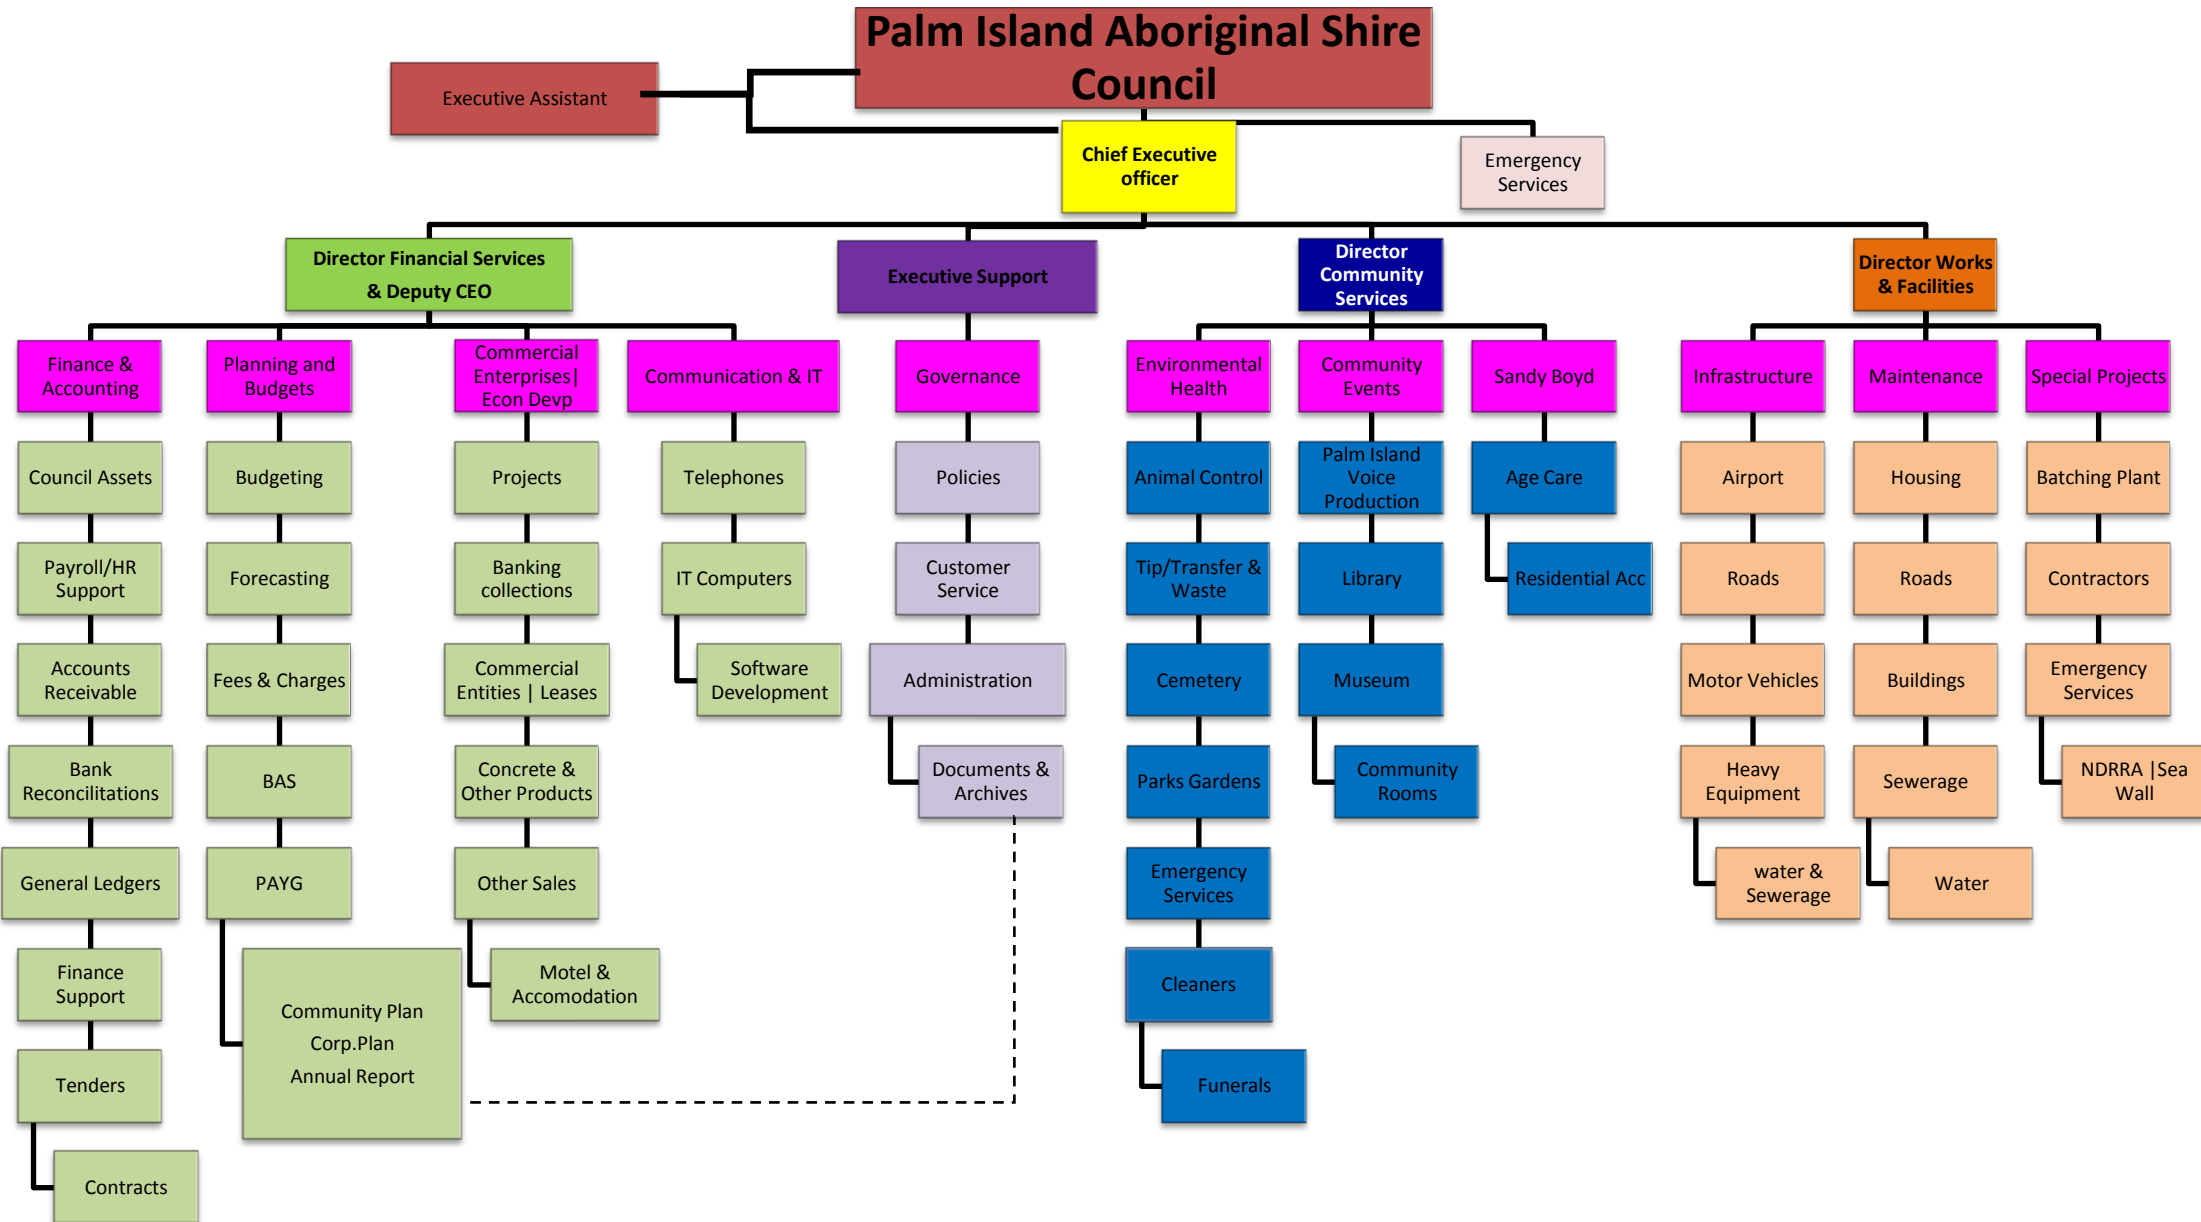 Palm Island Aboriginal Shire
Council
Executive Assistant
Chief Executive
officer
Emergency
Services
Director Financial Services
& Deputy CEO
Executive Support
Director
Community
Services
Director Works
& Facilities
Finance &
Accounting
Planning and
Budgets
Commercial
Enterprises|
Econ Devp
Communication & IT
Governance
Environmental
Health
Community
Events
Sandy Boyd
Infrastructure
Maintenance
Special Projects
Council Assets
Budgeting
Projects
Telephones
Policies
Animal Control
Palm Island
Voice
Production
Age Care
Airport
Housing
Batching Plant
Payroll/HR
Support
Forecasting
Banking
collections
IT Computers
Customer
Service
Tip/Transfer &
Waste
Library
Residential Acc
Roads
Roads
Contractors
Accounts
Receivable
Fees & Charges
Commercial
Entities | Leases
Software
Development
Administration
Cemetery
Museum
Motor Vehicles
Buildings
Emergency
Services
Bank
Reconcilitations
BAS
Concrete &
Other Products
Documents &
Archives
Parks Gardens
Community
Rooms
Heavy
Equipment
Sewerage
NDRRA |Sea
Wall
General Ledgers
PAYG
Other Sales
Emergency
Services
water &
Sewerage
Water
Finance
Support
Community Plan
Corp.Plan
Annual Report
Motel &
Accomodation
Cleaners
Tenders
Funerals
Contracts